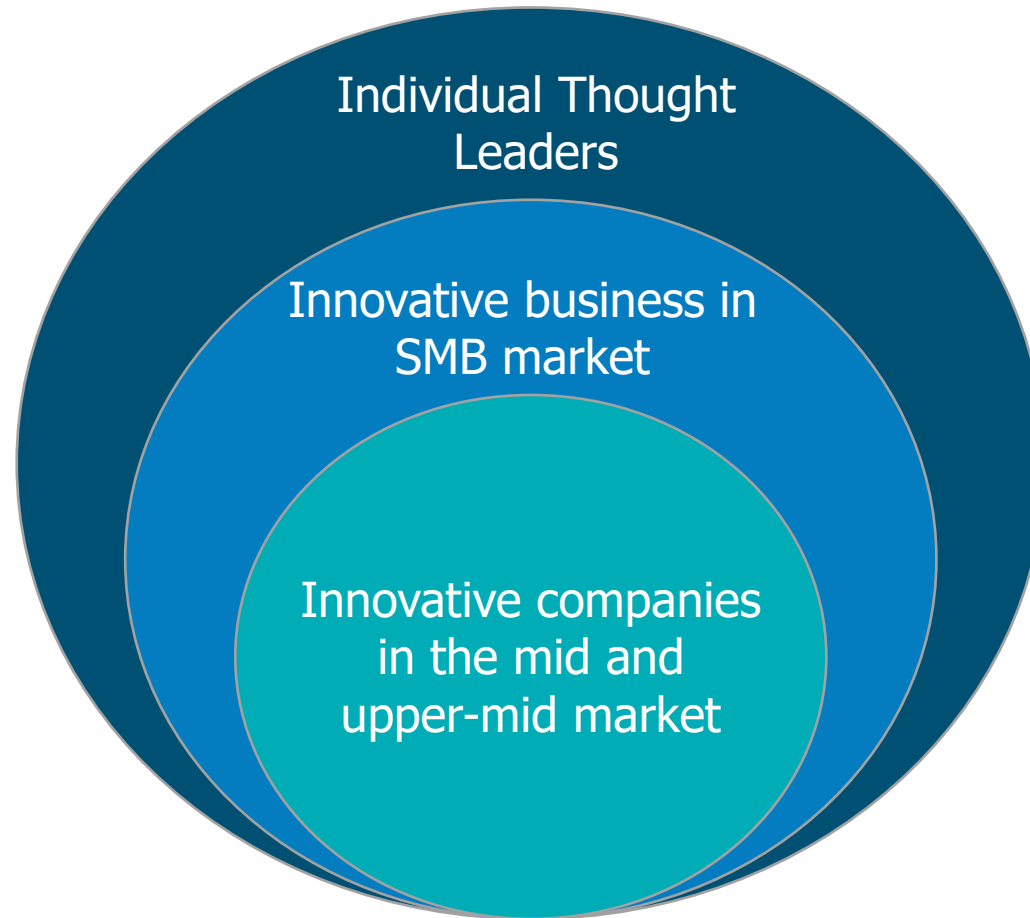 Individual Thought
Leaders
Innovative business in
SMB market
Innovative companies
in the mid and
upper-mid market